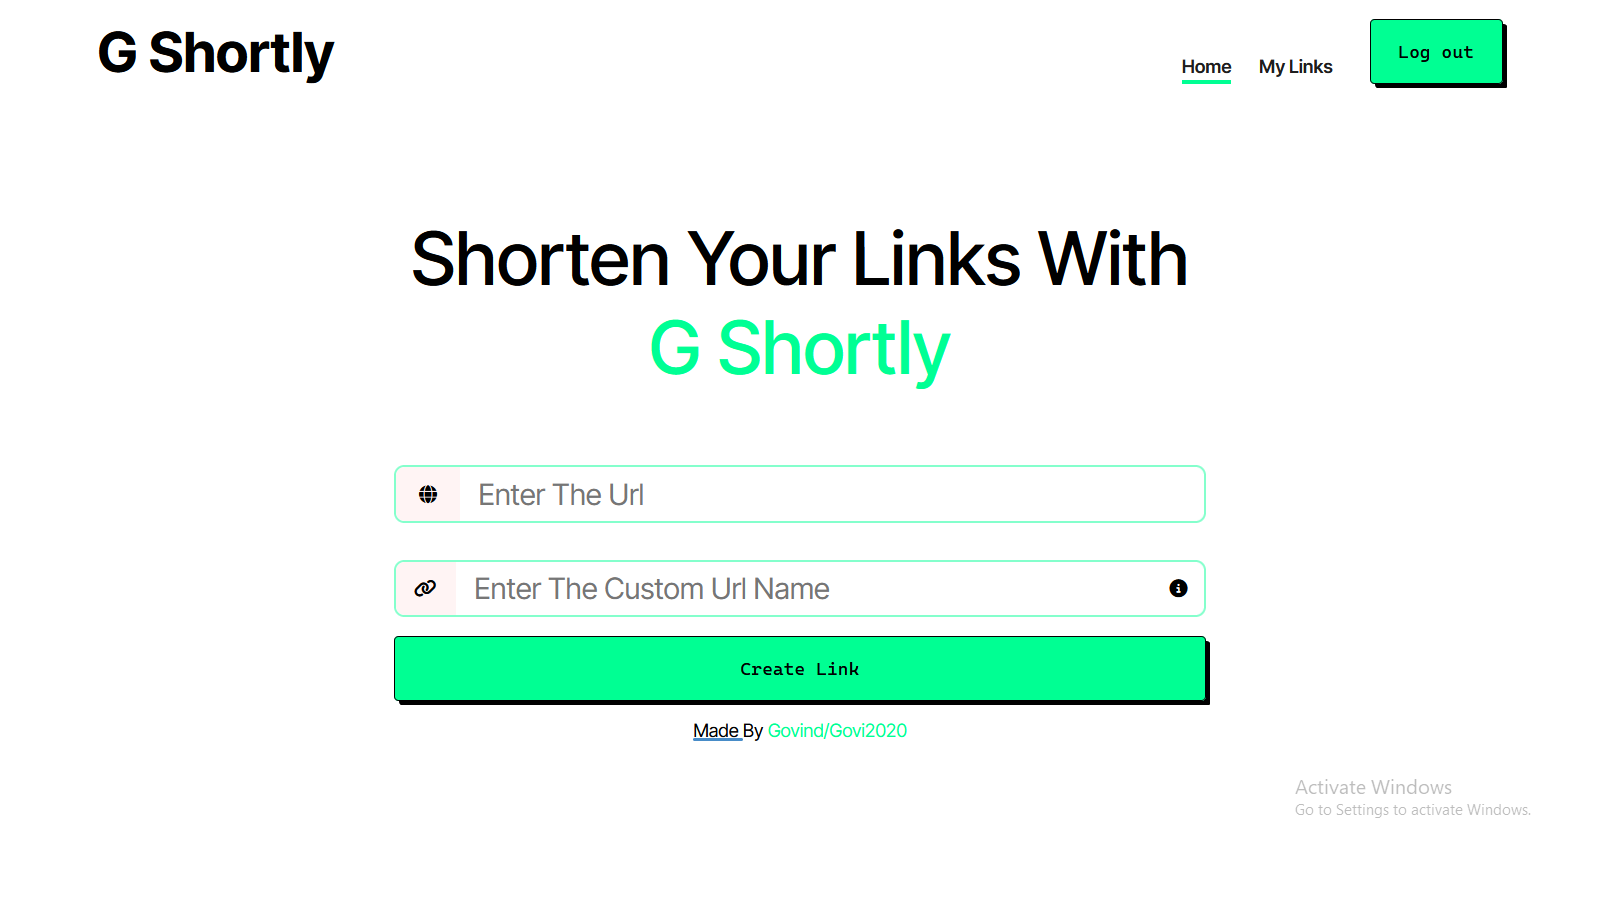 G Shortly
Home My Links Log out
Shorten Your Links With
G Shortly
Enter The Url
Enter The Custom Url Name
Create Link
Made By Govind/Govi2020
Activate Windows
Go to Settings to activate Windows.